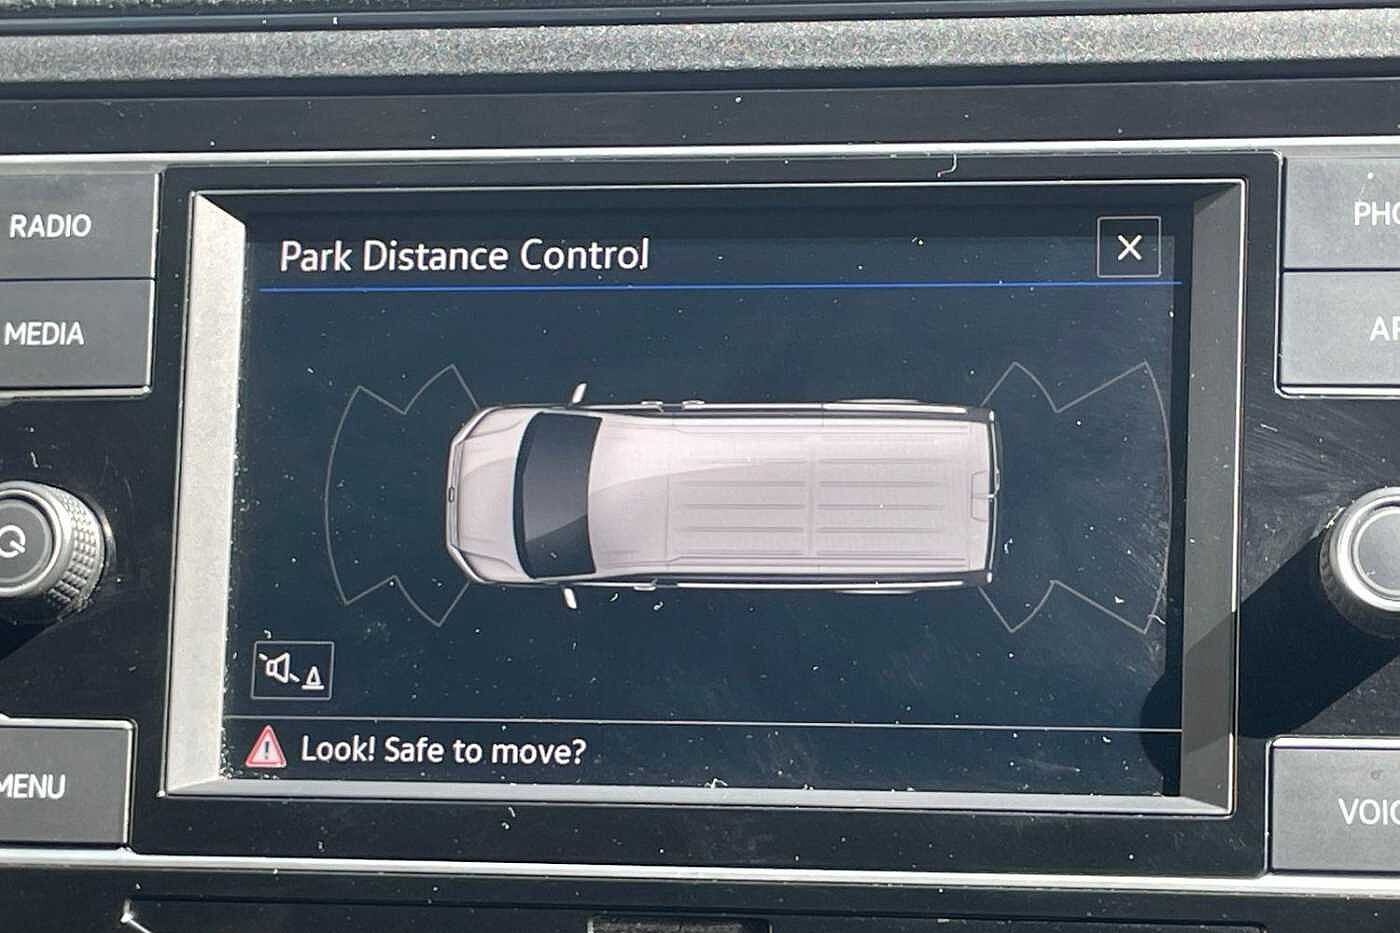 RADIO
MEDIA
MENU
Park Distance Control
Look! Safe to move?